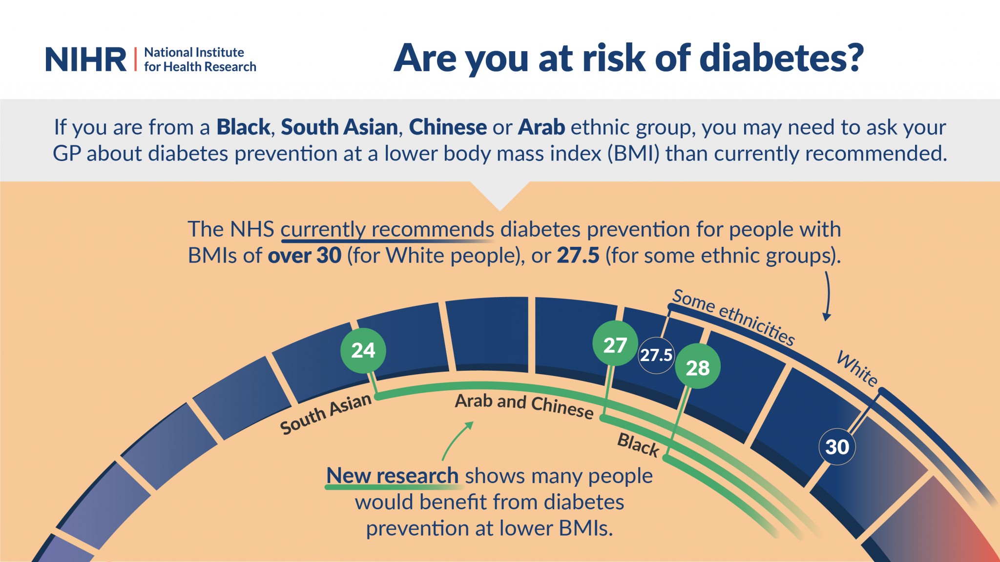 NIHR | National Institute
for Health Research
Are you at risk of diabetes?
If you are from a Black, South Asian, Chinese or Arab ethnic group, you may need to ask your
GP about diabetes prevention at a lower body mass index (BMI) than currently recommended.
The NHS currently recommends diabetes prevention for people with
BMIs of over 30 (for White people), or 27.5 (for some ethnic groups).
Some ethnicities
White
24
27
27.5
28
30
South Asian
Arab and Chinese
Black
New research shows many people
would benefit from diabetes
prevention at lower BMIs.